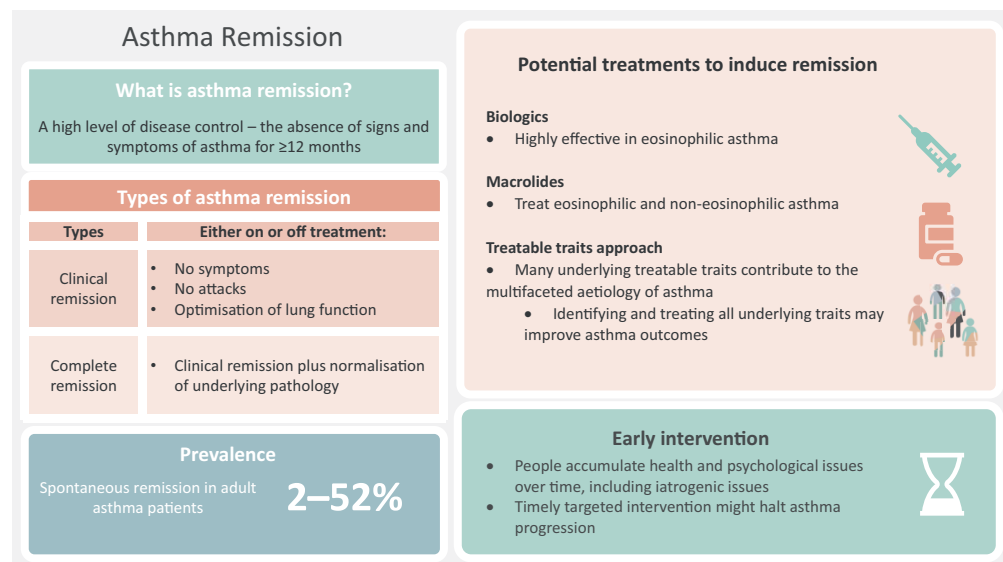 Asthma Remission
What is asthma remission?
A high level of disease control – the absence of signs and
symptoms of asthma for ≥12 months
Types of asthma remission
Types
Either on or off treatment:
Clinical
remission
• No symptoms
• No attacks
• Optimisation of lung function
Complete
remission
• Clinical remission plus normalisation
of underlying pathology
Prevalence
Spontaneous remission in adult
asthma patients
2–52%
Potential treatments to induce remission
Biologics
• Highly effective in eosinophilic asthma
Macrolides
• Treat eosinophilic and non-eosinophilic asthma
Treatable traits approach
• Many underlying treatable traits contribute to the
multifaceted aetiology of asthma
• Identifying and treating all underlying traits may
improve asthma outcomes
Early intervention
• People accumulate health and psychological issues
over time, including iatrogenic issues
• Timely targeted intervention might halt asthma
progression